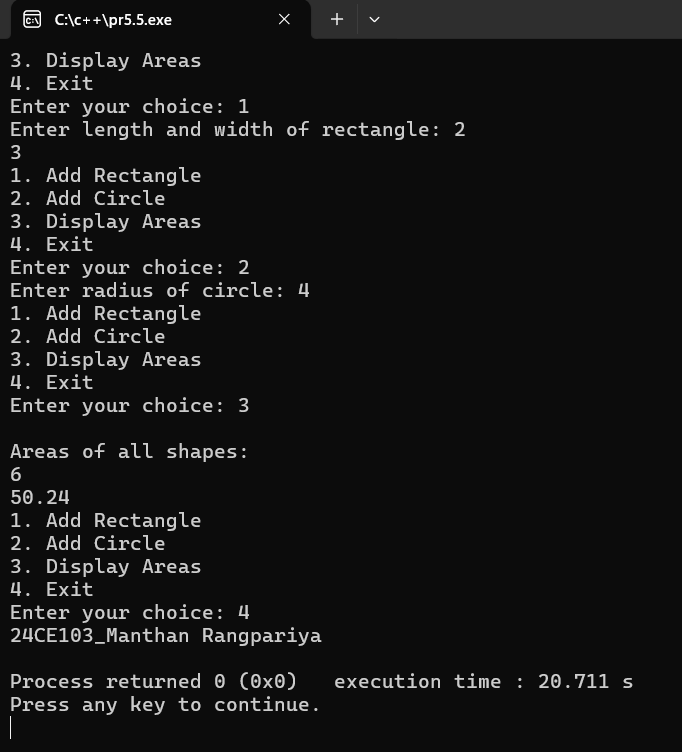 C:\c++\pr5.5.exe
3. Display Areas
4. Exit
Enter your choice: 1
Enter length and width of rectangle: 2
3
1. Add Rectangle
2. Add Circle
3. Display Areas
4. Exit
Enter your choice: 2
Enter radius of circle: 4
1. Add Rectangle
2. Add Circle
3. Display Areas
4. Exit
Enter your choice: 3

Areas of all shapes:
6
50.24
1. Add Rectangle
2. Add Circle
3. Display Areas
4. Exit
Enter your choice: 4
24CE103_Manthan Rangpariya

Process returned 0 (0x0)   execution time : 20.711 s
Press any key to continue.